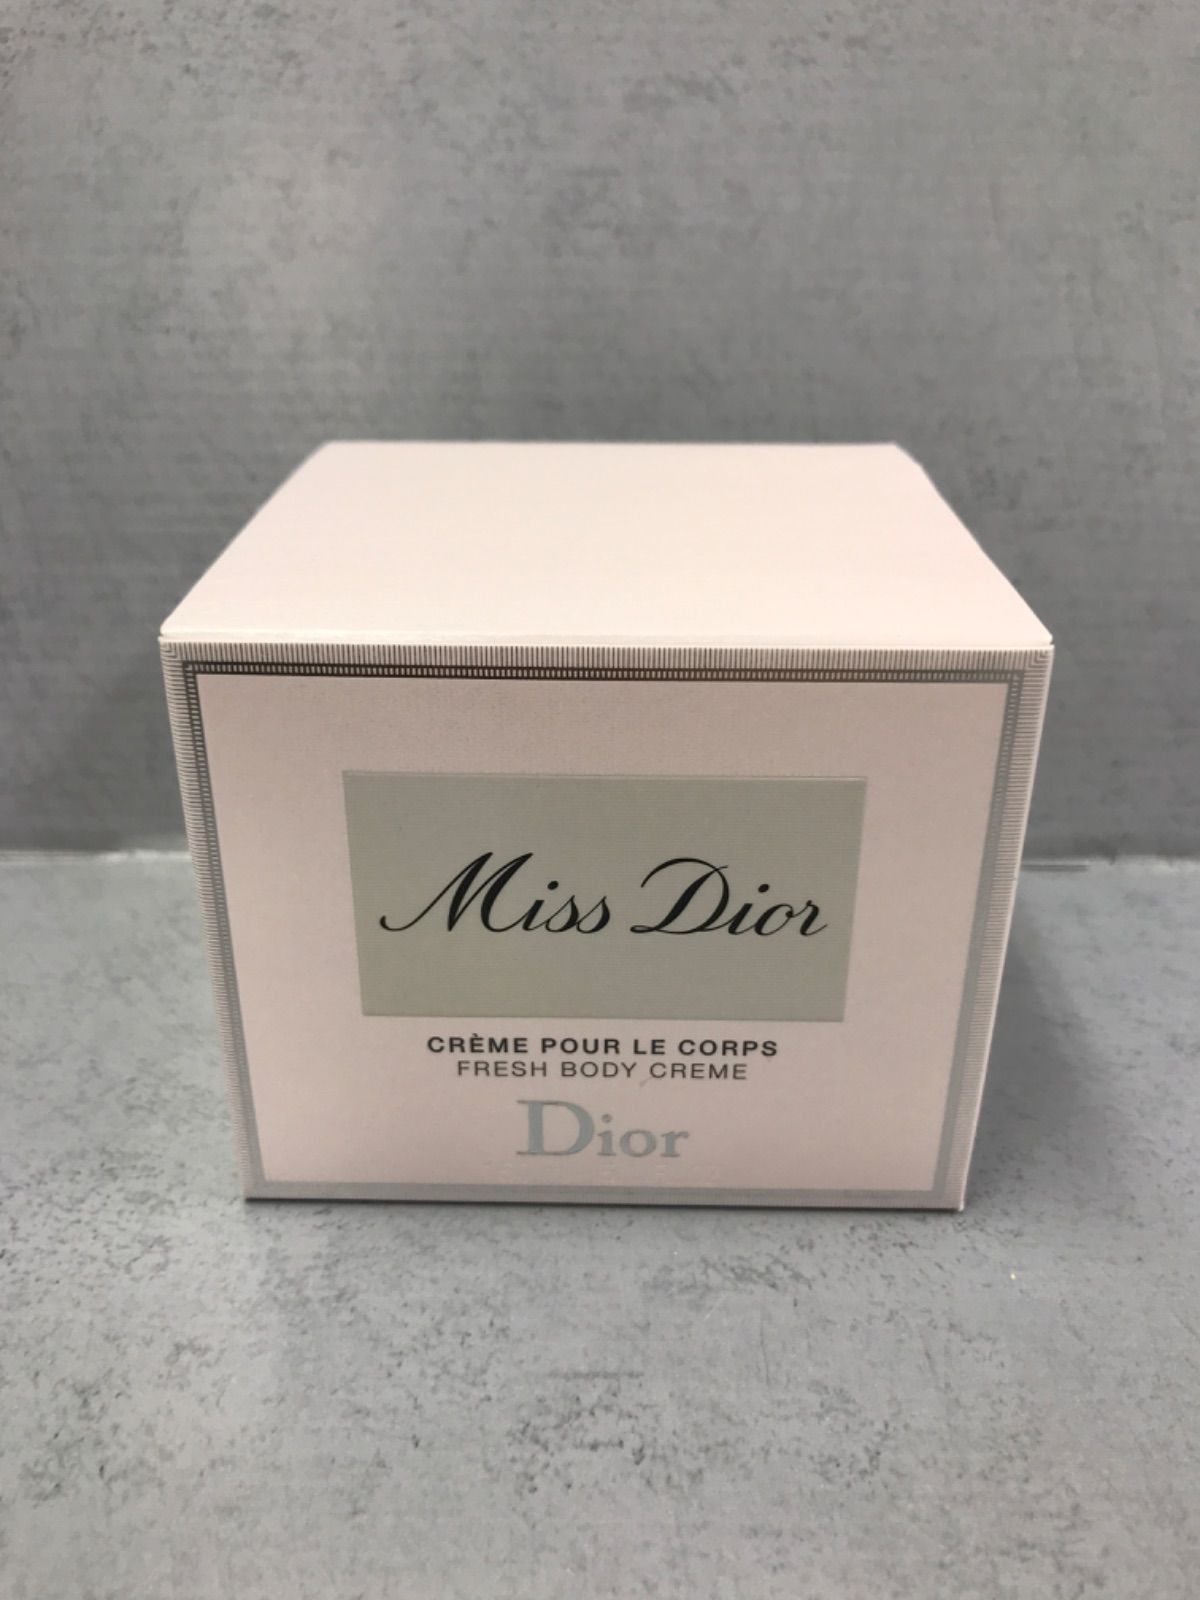 Miss Dior
CRÈME POUR LE CORPS
FRESH BODY CREME
Dior